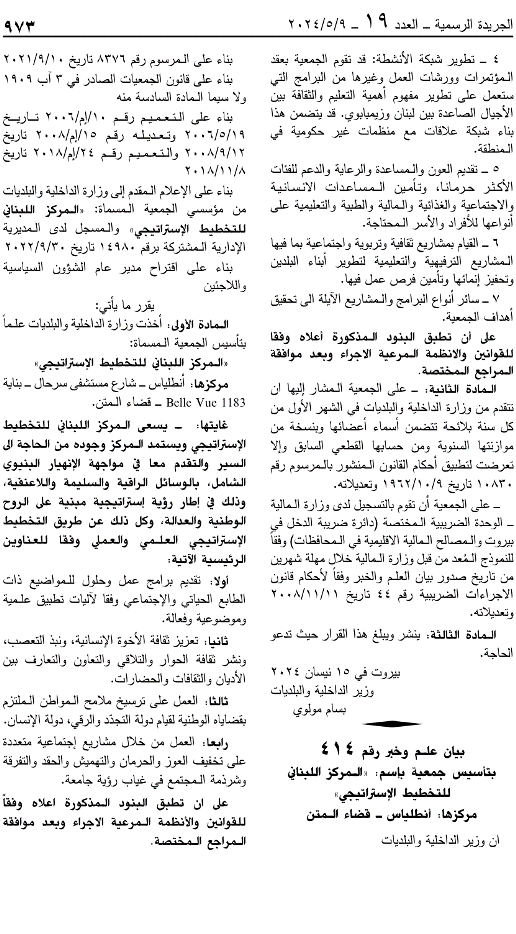 الجريدة الرسمية ــ العدد ١٩ ــ ٢٠٢٤/٥/٩
٩٧٣
٤ ــ تطوير شبكة الأنشطة: قد تقوم الجمعية بعقد
المؤتمرات وورشات العمل وغيرها من البرامج التي
ستعمل على تطوير مفهوم أهمية التعليم والثقافة بين
الأجيال الصاعدة بين لبنان وزيمبابوي. قد يتضمن هذا
بناء شبكة علاقات مع منظمات غير حكومية في
المنطقة.
٥ ــ تقديم العون والمساعدة والرعاية والدعم للفئات
الأكثر حرماناً، وتأمين المساعدات الانسانية
والاجتماعية والغذائية والمالية والطبية والتعليمية على
أنواعها للأفراد والأسر المحتاجة.
٦ ــ القيام بمشاريع ثقافية وتربوية واجتماعية بما فيها
المشاريع الترفيهية والتعليمية لتطوير أبناء البلدين
وتحفيز إنمائها وتأمين فرص عمل فيها.
٧ ــ سائر أنواع البرامج والمشاريع الآيلة الى تحقيق
أهداف الجمعية.
على أن تطبق البنود المذكورة أعلاه وفقا
للقوانين والانظمة المرعية الاجراء وبعد موافقة
المراجع المختصة.
المادة الثانية: ــ على الجمعية المشار إليها ان
تتقدم من وزارة الداخلية والبلديات في الشهر الأول من
كل سنة بلائحة تتضمن أسماء أعضائها وبنسخة من
موازنتها السنوية ومن حسابها القطعي السابق وإلا
تعرضت لتطبيق أحكام القانون المنشور بالمرسوم رقم
١٠٨٣٠ تاريخ ١٩٦٢/١٠/٩ وتعديلاته.
ــ على الجمعية أن تقوم بالتسجيل لدى وزارة المالية
ــ الوحدة الضريبية المختصة (دائرة ضريبة الدخل في
بيروت والمصالح المالية الاقليمية في المحافظات) وفقاً
للنموذج المُعد من قبل وزارة المالية خلال مهلة شهرين
من تاريخ صدور بيان العلم والخبر وفقاً لأحكام قانون
الاجراءات الضريبية رقم ٤٤ تاريخ ٢٠٠٨/١١/١١
وتعديلاته.
المادة الثالثة: ينشر ويبلغ هذا القرار حيث تدعو
الحاجة.
بيروت في ١٥ نيسان ٢٠٢٤
وزير الداخلية والبلديات
بسام مولوي
بيان علم وخبر رقم ٤١٤
بتأسيس جمعية بإسم: «المركز اللبناني
للتخطيط الإستراتيجي»
مركزها: أنطلياس ــ قضاء المتن
ان وزير الداخلية والبلديات
بناء على المرسوم رقم ٨٣٧٦ تاريخ ٢٠٢١/٩/١٠
بناء على قانون الجمعيات الصادر في ٣ آب ١٩٠٩
ولا سيما المادة السادسة منه
بناء على التعميم رقم ١٠/إم/٢٠٠٦ تاريخ
٢٠٠٦/٥/١٩ وتعديله رقم ١٥/إم/٢٠٠٨ تاريخ
٢٠٠٨/٩/١٢ والتعميم رقم ٢٤/إم/٢٠١٨ تاريخ
٢٠١٨/١١/٨
بناء على الإعلام المقدم إلى وزارة الداخلية والبلديات
من مؤسسي الجمعية المسماة: «المركز اللبناني
للتخطيط الإستراتيجي» والمسجل لدى المديرية
الإدارية المشتركة برقم ١٤٩٨٠ تاريخ ٢٠٢٢/٩/٣٠
بناء على اقتراح مدير عام الشؤون السياسية
واللاجئين
يقرر ما يأتي:
المادة الأولى: أخذت وزارة الداخلية والبلديات علماً
بتأسيس الجمعية المسماة:
«المركز اللبناني للتخطيط الإستراتيجي»
مركزها: أنطلياس ــ شارع مستشفى سرحال ــ بناية
Belle Vue 1183 ــ قضاء المتن.
غايتها: ــ يسعى المركز اللبناني للتخطيط
الإستراتيجي ويستمد المركز وجوده من الحاجة الى
السير والتقدم معا في مواجهة الإنهيار البنيوي
الشامل، بالوسائل الراقية والسليمة واللاعنفية،
وذلك في إطار رؤية إستراتيجية مبنية على الروح
الوطنية والعدالة، وكل ذلك عن طريق التخطيط
الإستراتيجي العلمي والعملي وفقا للعناوين
الرئيسية الآتية:
أولا: تقديم برامج عمل وحلول للمواضيع ذات
الطابع الحياتي والإجتماعي وفقا لآليات تطبيق علمية
وموضوعية وفعالة.
ثانيا: تعزيز ثقافة الأخوة الإنسانية، ونبذ التعصب،
ونشر ثقافة الحوار والتلاقي والتعاون والتعارف بين
الأديان والثقافات والحضارات.
ثالثا: العمل على ترسيخ ملامح المواطن الملتزم
بقضاياه الوطنية لقيام دولة التجدّد والرقي، دولة الإنسان.
رابعا: العمل من خلال مشاريع إجتماعية متعددة
على تخفيف العوز والحرمان والتهميش والحقد والتفرقة
وشرذمة المجتمع في غياب رؤية جامعة.
على ان تطبق البنود المذكورة اعلاه وفقاً
للقوانين والأنظمة المرعية الاجراء وبعد موافقة
المراجع المختصة.